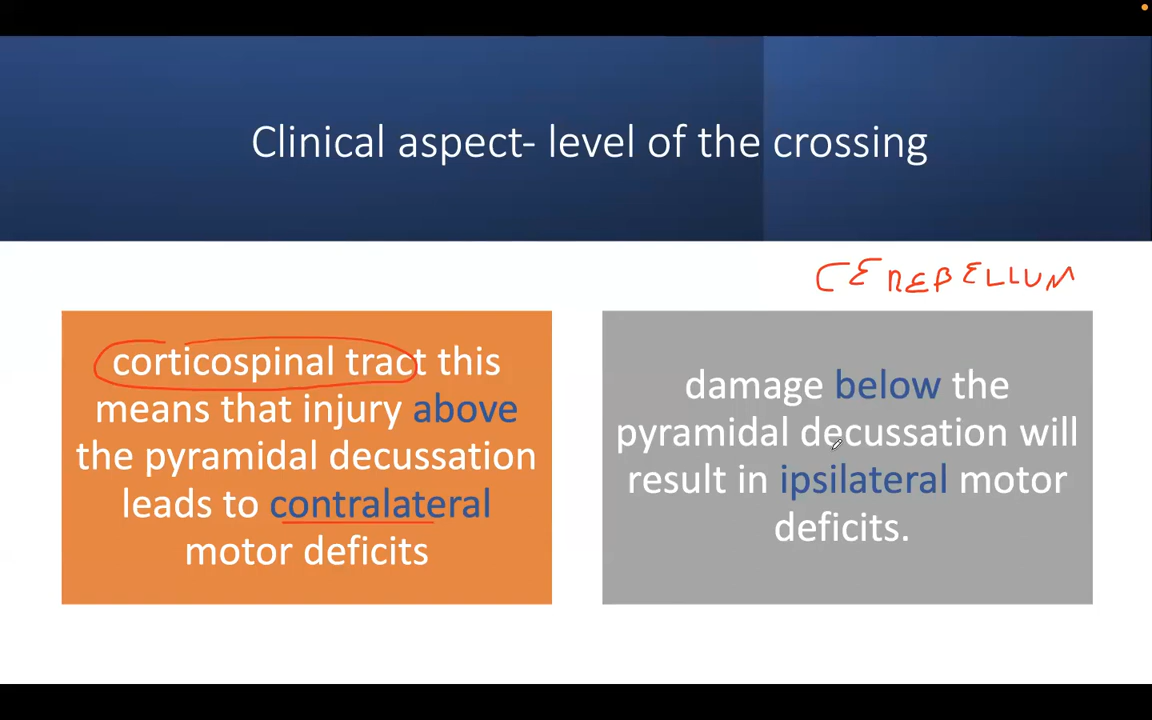 Clinical aspect- level of the crossing
CEREBELLUM
corticospinal tract this
means that injury above
the pyramidal decussation
leads to contralateral
motor deficits
damage below the
pyramidal decussation will
result in ipsilateral motor
deficits.